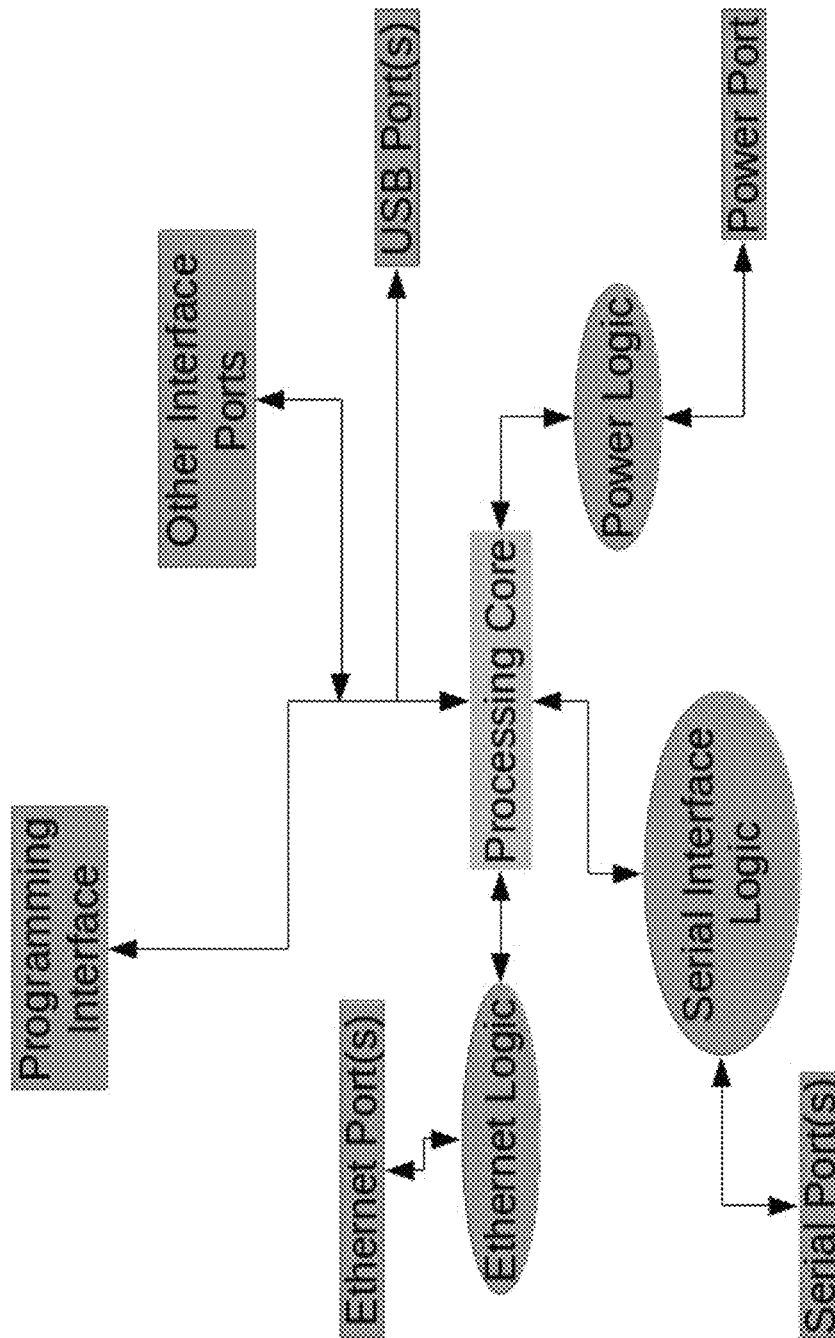 Programming
Interface
Other Interface
Ports
Ethernet Port(s)
USB Port(s)
Ethernet Logic
Processing Core
Serial Interface
Logic
Power Logic
Serial Port(s)
Power Port